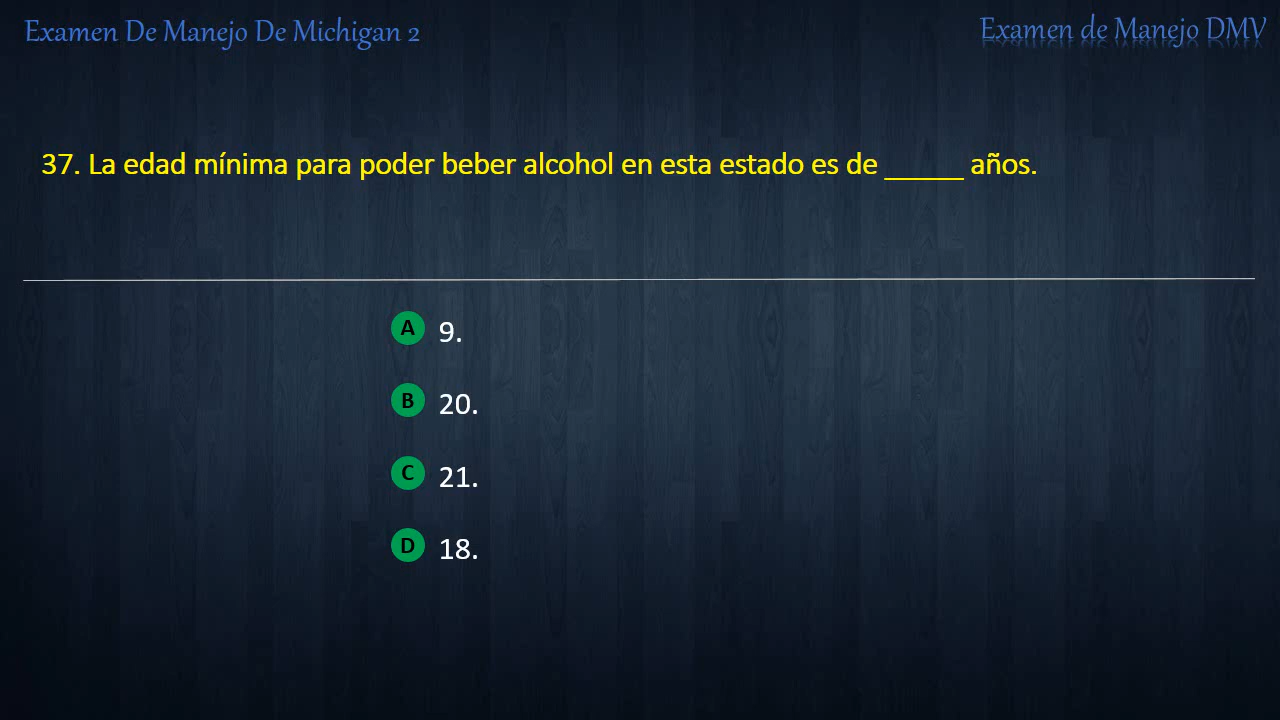 Examen De Manejo De Michigan 2
Examen de Manejo DMV
37. La edad mínima para poder beber alcohol en esta estado es de _____ años.
A 9.
B 20.
C 21.
D 18.